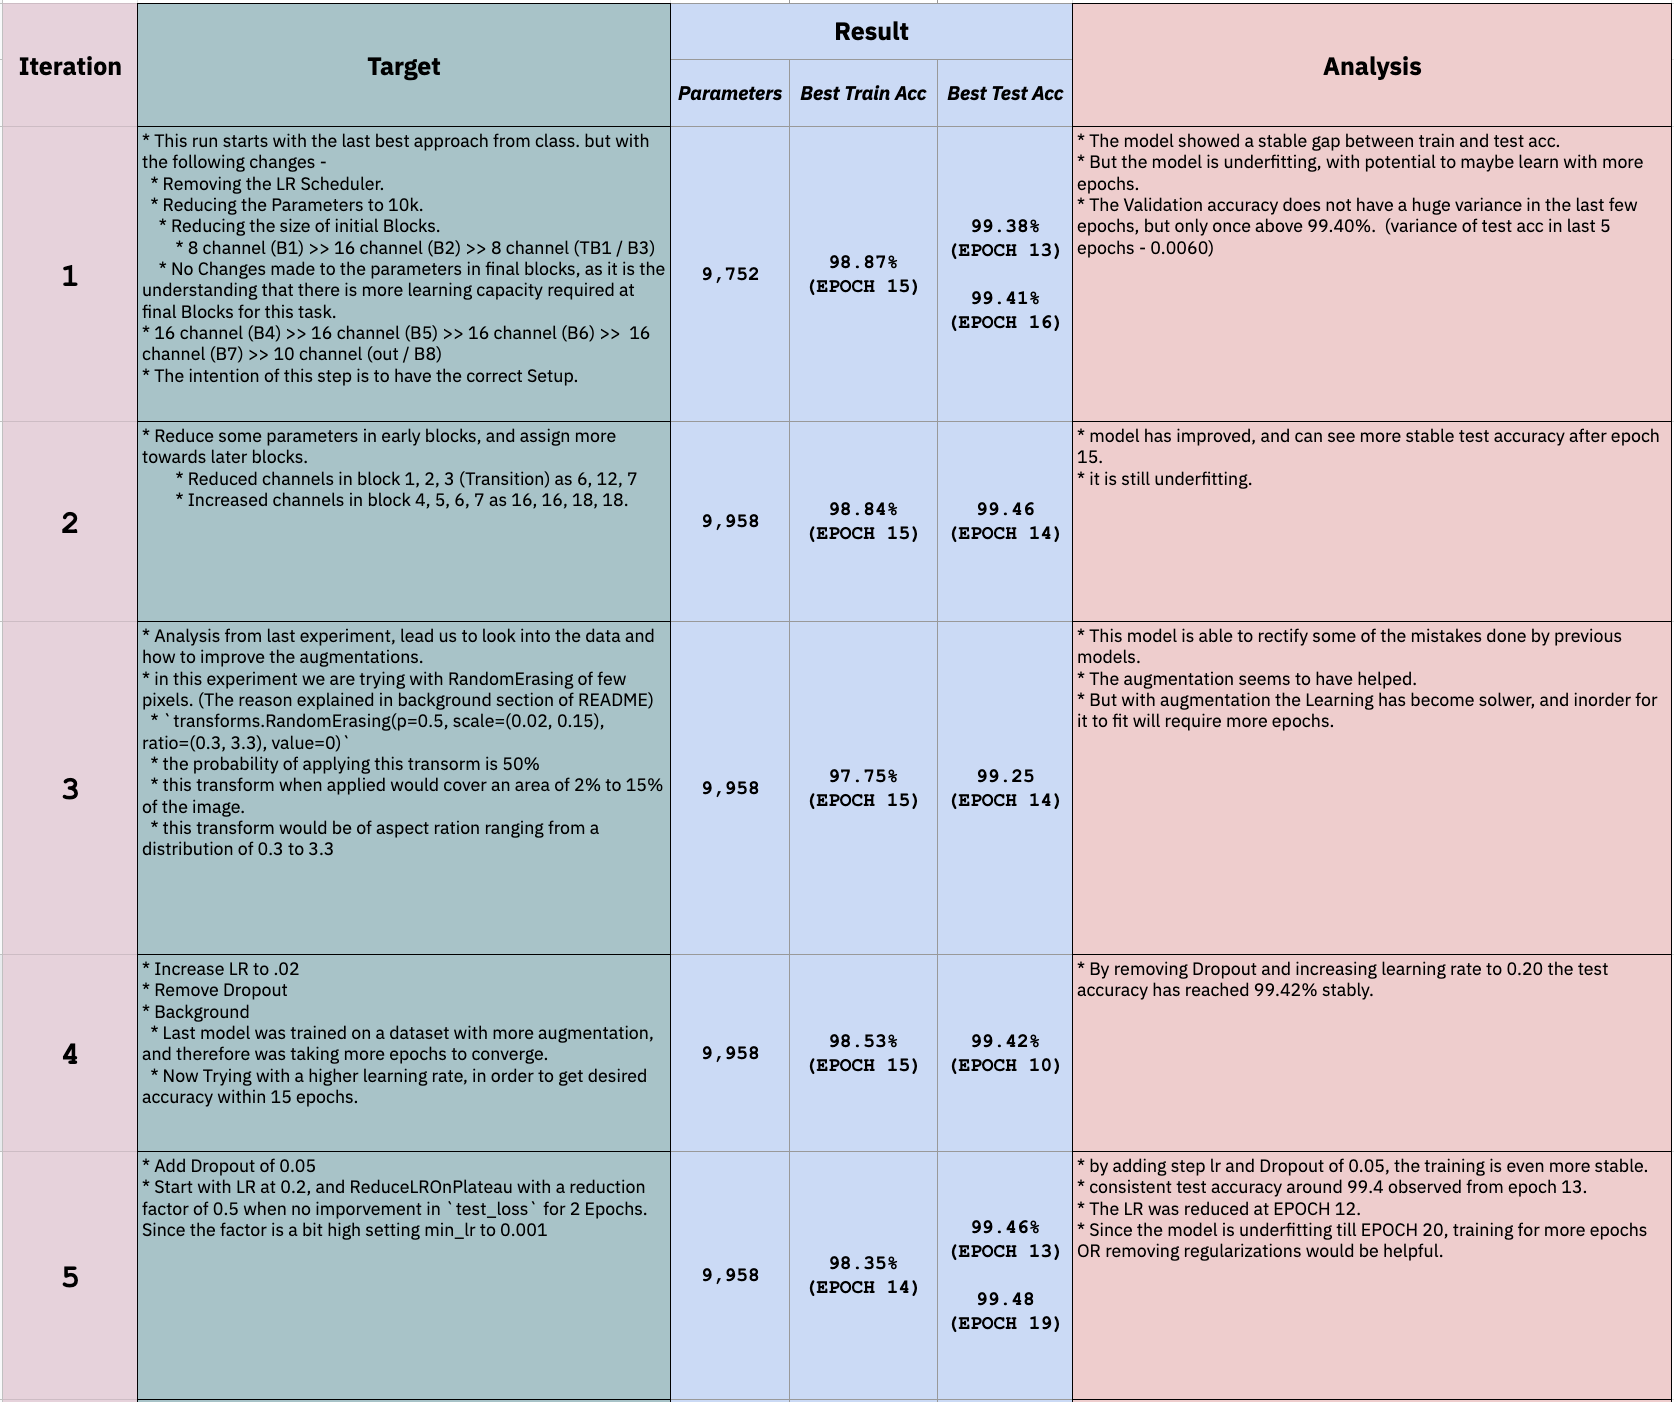 Iteration
Target
Result
Analysis
Parameters
Best Train Acc
Best Test Acc
1
* This run starts with the last best approach from class. but with
the following changes -
* Removing the LR Scheduler.
* Reducing the Parameters to 10k.
* Reducing the size of initial Blocks.
* 8 channel (B1) >> 16 channel (B2) >> 8 channel (TB1 / B3)
* No Changes made to the parameters in final blocks, as it is the
understanding that there is more learning capacity required at
final Blocks for this task.
* 16 channel (B4) >> 16 channel (B5) >> 16 channel (B6) >> 16
channel (B7) >> 10 channel (out / B8)
* The intention of this step is to have the correct Setup.
9,752
98.87%
(EPOCH 15)
99.38%
(EPOCH 13)
99.41%
(EPOCH 16)
* The model showed a stable gap between train and test acc.
* But the model is underfitting, with potential to maybe learn with more
epochs.
* The Validation accuracy does not have a huge variance in the last few
epochs, but only once above 99.40%. (variance of test acc in last 5
epochs - 0.0060)
2
* Reduce some parameters in early blocks, and assign more
towards later blocks.
* Reduced channels in block 1, 2, 3 (Transition) as 6, 12, 7
* Increased channels in block 4, 5, 6, 7 as 16, 16, 18, 18.
9,958
98.84%
(EPOCH 15)
99.46
(EPOCH 14)
* model has improved, and can see more stable test accuracy after epoch
15.
* it is still underfitting.
3
* Analysis from last experiment, lead us to look into the data and
how to improve the augmentations.
* in this experiment we are trying with RandomErasing of few
pixels. (The reason explained in background section of README)
* `transforms.RandomErasing(p=0.5, scale=(0.02, 0.15),
ratio=(0.3, 3.3), value=0)`
* the probability of applying this transorm is 50%
* this transform when applied would cover an area of 2% to 15%
of the image.
* this transform would be of aspect ration ranging from a
distribution of 0.3 to 3.3
9,958
97.75%
(EPOCH 15)
99.25
(EPOCH 14)
* This model is able to rectify some of the mistakes done by previous
models.
* The augmentation seems to have helped.
* But with augmentation the Learning has become solwer, and inorder for
it to fit will require more epochs.
4
* Increase LR to .02
* Remove Dropout
* Background
* Last model was trained on a dataset with more augmentation,
and therefore was taking more epochs to converge.
* Now Trying with a higher learning rate, in order to get desired
accuracy within 15 epochs.
9,958
98.53%
(EPOCH 15)
99.42%
(EPOCH 10)
* By removing Dropout and increasing learning rate to 0.20 the test
accuracy has reached 99.42% stably.
5
* Add Dropout of 0.05
* Start with LR at 0.2, and ReduceLROnPlateau with a reduction
factor of 0.5 when no imporvement in `test_loss` for 2 Epochs.
Since the factor is a bit high setting min_lr to 0.001
9,958
98.35%
(EPOCH 14)
99.46%
(EPOCH 13)
99.48
(EPOCH 19)
* by adding step lr and Dropout of 0.05, the training is even more stable.
* consistent test accuracy around 99.4 observed from epoch 13.
* The LR was reduced at EPOCH 12.
* Since the model is underfitting till EPOCH 20, training for more epochs
OR removing regularizations would be helpful.